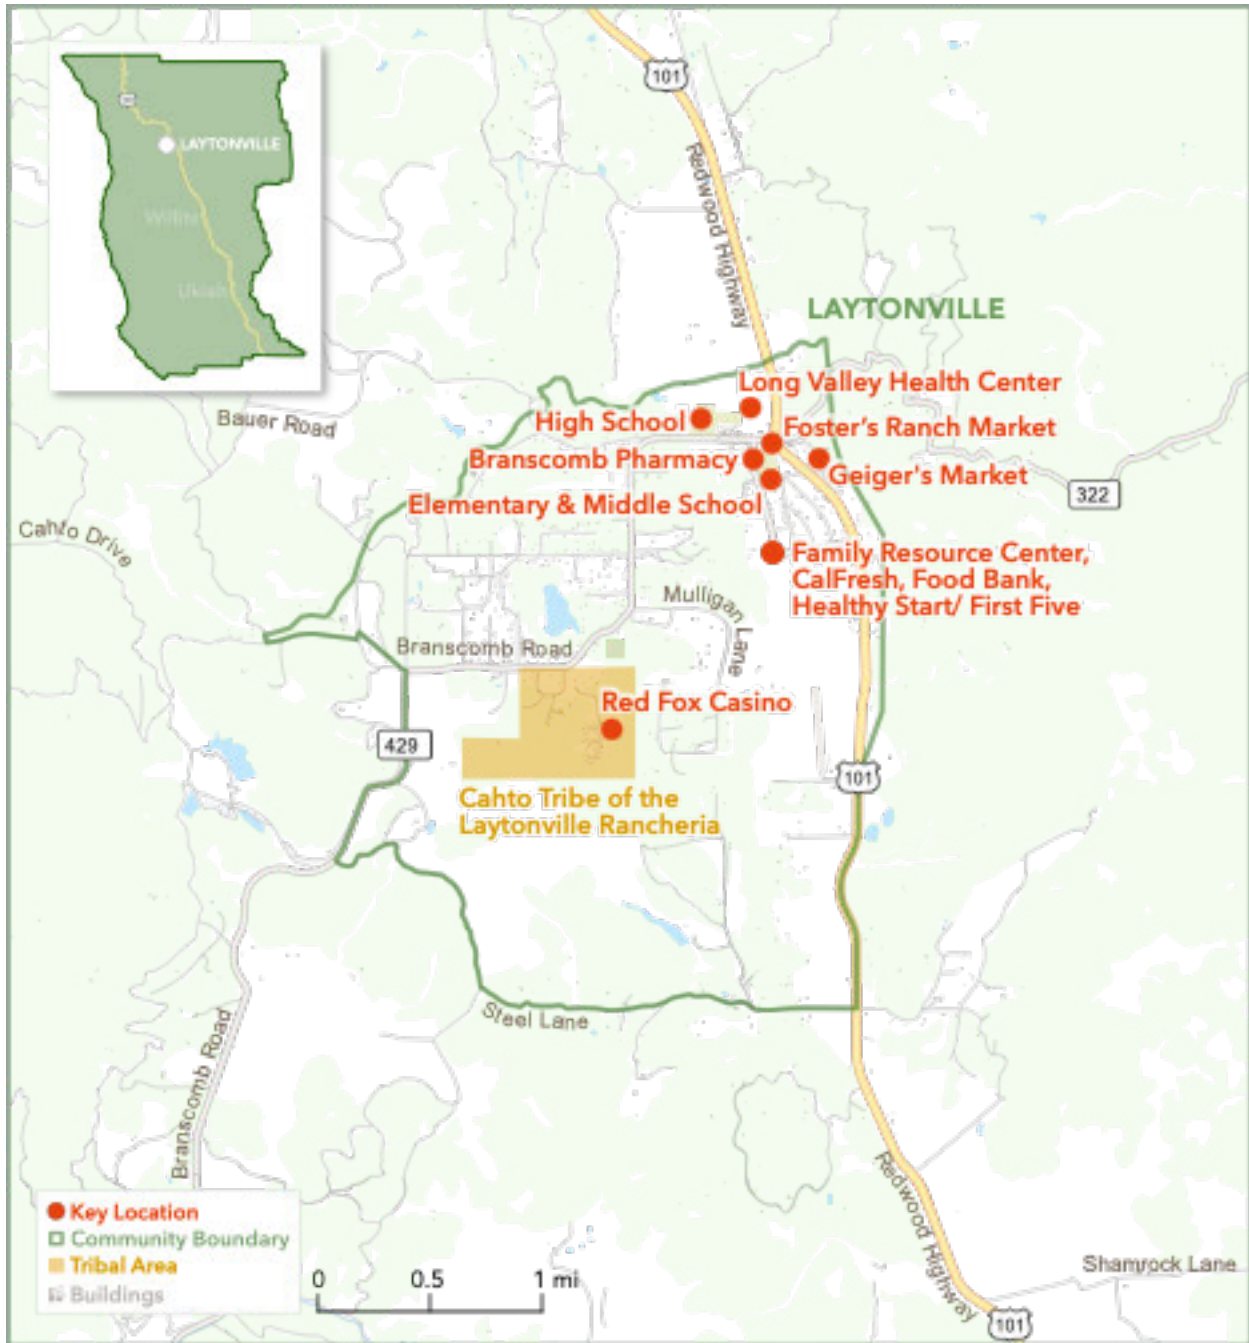 101
LAYTONVILLE
Willits
Ukiah
Redwood Highway
LAYTONVILLE
Long Valley Health Center
Bauer Road
High School
Foster's Ranch Market
Branscomb Pharmacy
Geiger's Market
322
Elementary & Middle School
Cahto Drive
Family Resource Center,
CalFresh, Food Bank,
Healthy Start/ First Five
Mulligan Lane
Branscomb Road
Red Fox Casino
429
101
Cahto Tribe of the
Laytonville Rancheria
Steel Lane
Branscomb Road
Redwood Highway
Key Location
Community Boundary
Tribal Area
Buildings
0 0.5 1 mi
Shamrock Lane
101